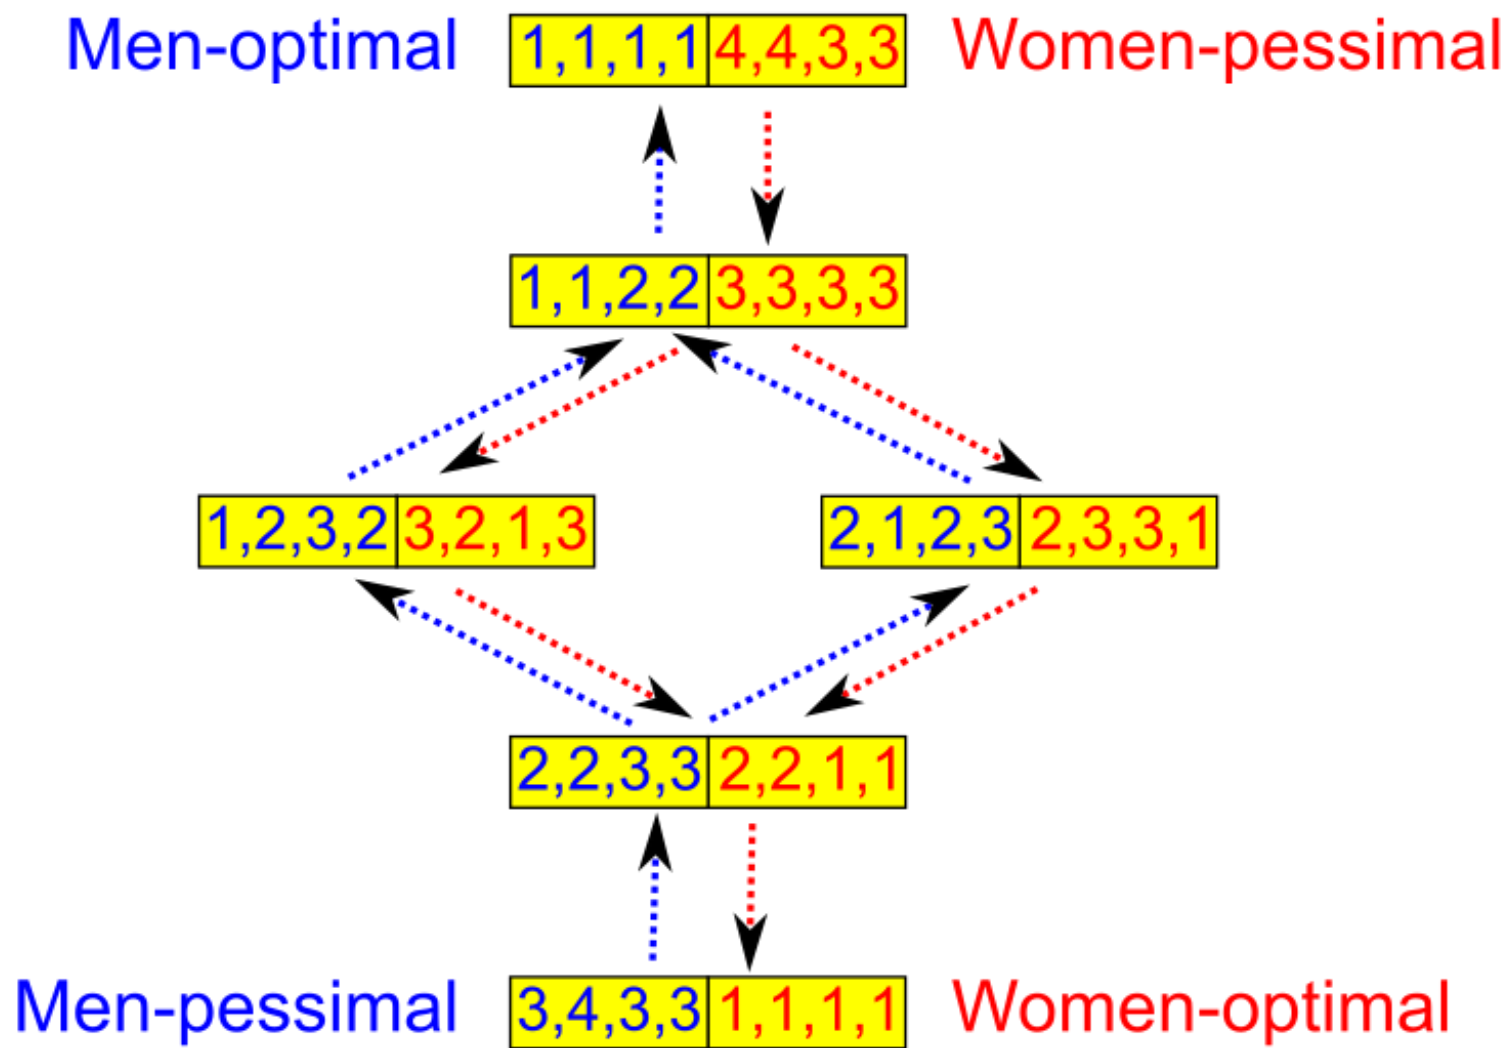 Men-optimal 1,1,1,1 4,4,3,3 Women-pessimal
1,1,2,2 3,3,3,3
1,2,3,2 3,2,1,3 2,1,2,3 2,3,3,1
2,2,3,3 2,2,1,1
Men-pessimal 3,4,3,3 1,1,1,1 Women-optimal